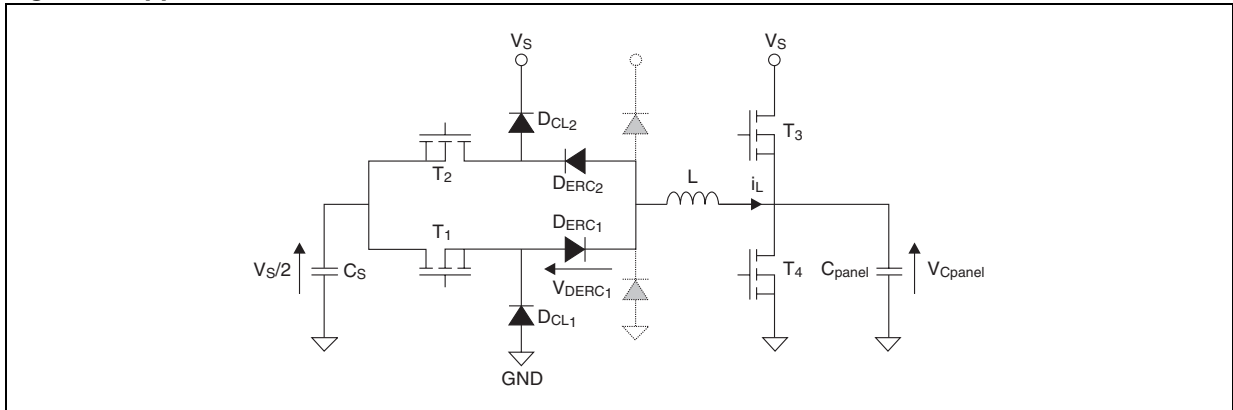 VS
VS
DCL2
T3
T2
DERC2
L
iL
DERC1
T1
VS/2
CS
VDERC1
T4
Cpanel
VCpanel
DCL1
GND